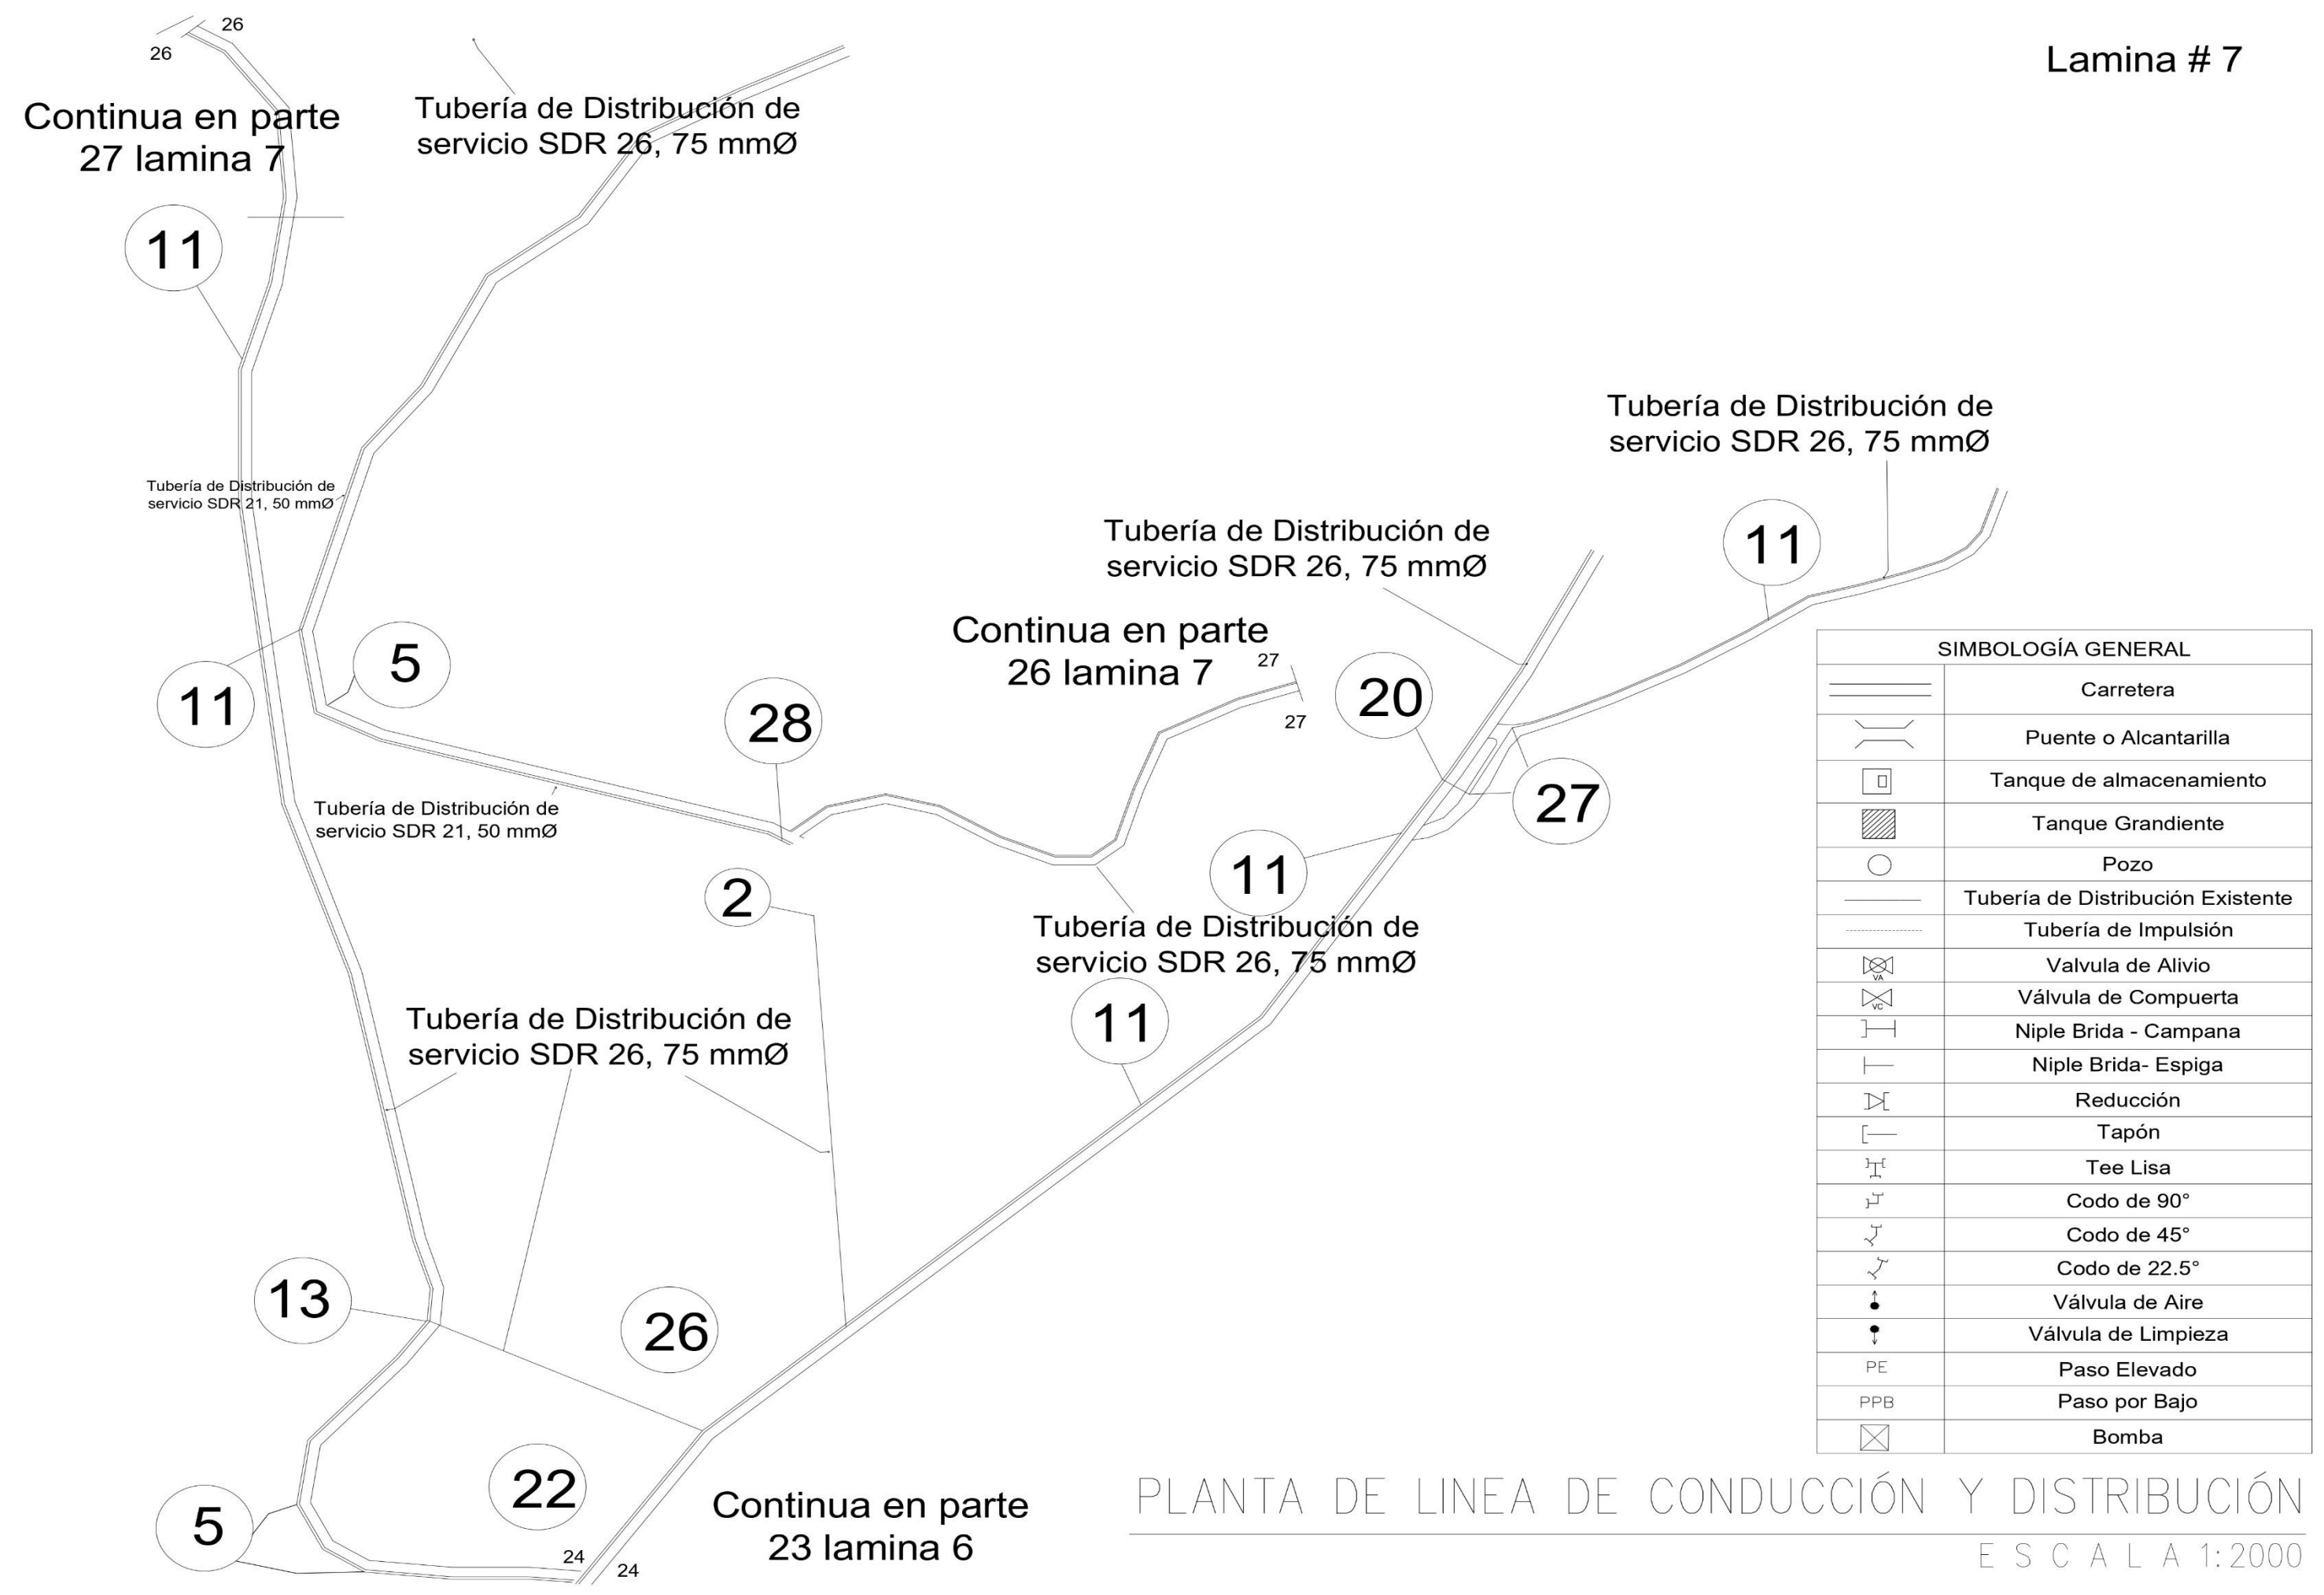 26
26
Lamina # 7
Continua en parte
27 lamina 7
Tubería de Distribución de
servicio SDR 26, 75 mmØ
11
Tubería de Distribución de
servicio SDR 26, 75 mmØ
Tubería de Distribución de
servicio SDR 21, 50 mmØ
Tubería de Distribución de
servicio SDR 26, 75 mmØ
11
Continua en parte
26 lamina 7
27
27
5
11
28
20
27
Tubería de Distribución de
servicio SDR 21, 50 mmØ
2
11
Tubería de Distribución de
servicio SDR 26, 75 mmØ
11
Tubería de Distribución de
servicio SDR 26, 75 mmØ
13
26
22
5
Continua en parte
23 lamina 6
24
24
SIMBOLOGÍA GENERAL
Carretera
Puente o Alcantarilla
Tanque de almacenamiento
Tanque Grandiente
Pozo
Tubería de Distribución Existente
Tubería de Impulsión
VA Valvula de Alivio
VC Válvula de Compuerta
Niple Brida - Campana
Niple Brida- Espiga
Reducción
Tapón
Tee Lisa
Codo de 90°
Codo de 45°
Codo de 22.5°
Válvula de Aire
Válvula de Limpieza
PE Paso Elevado
PPB Paso por Bajo
Bomba
PLANTA DE LINEA DE CONDUCCIÓN Y DISTRIBUCIÓN
ESCALA 1:2000